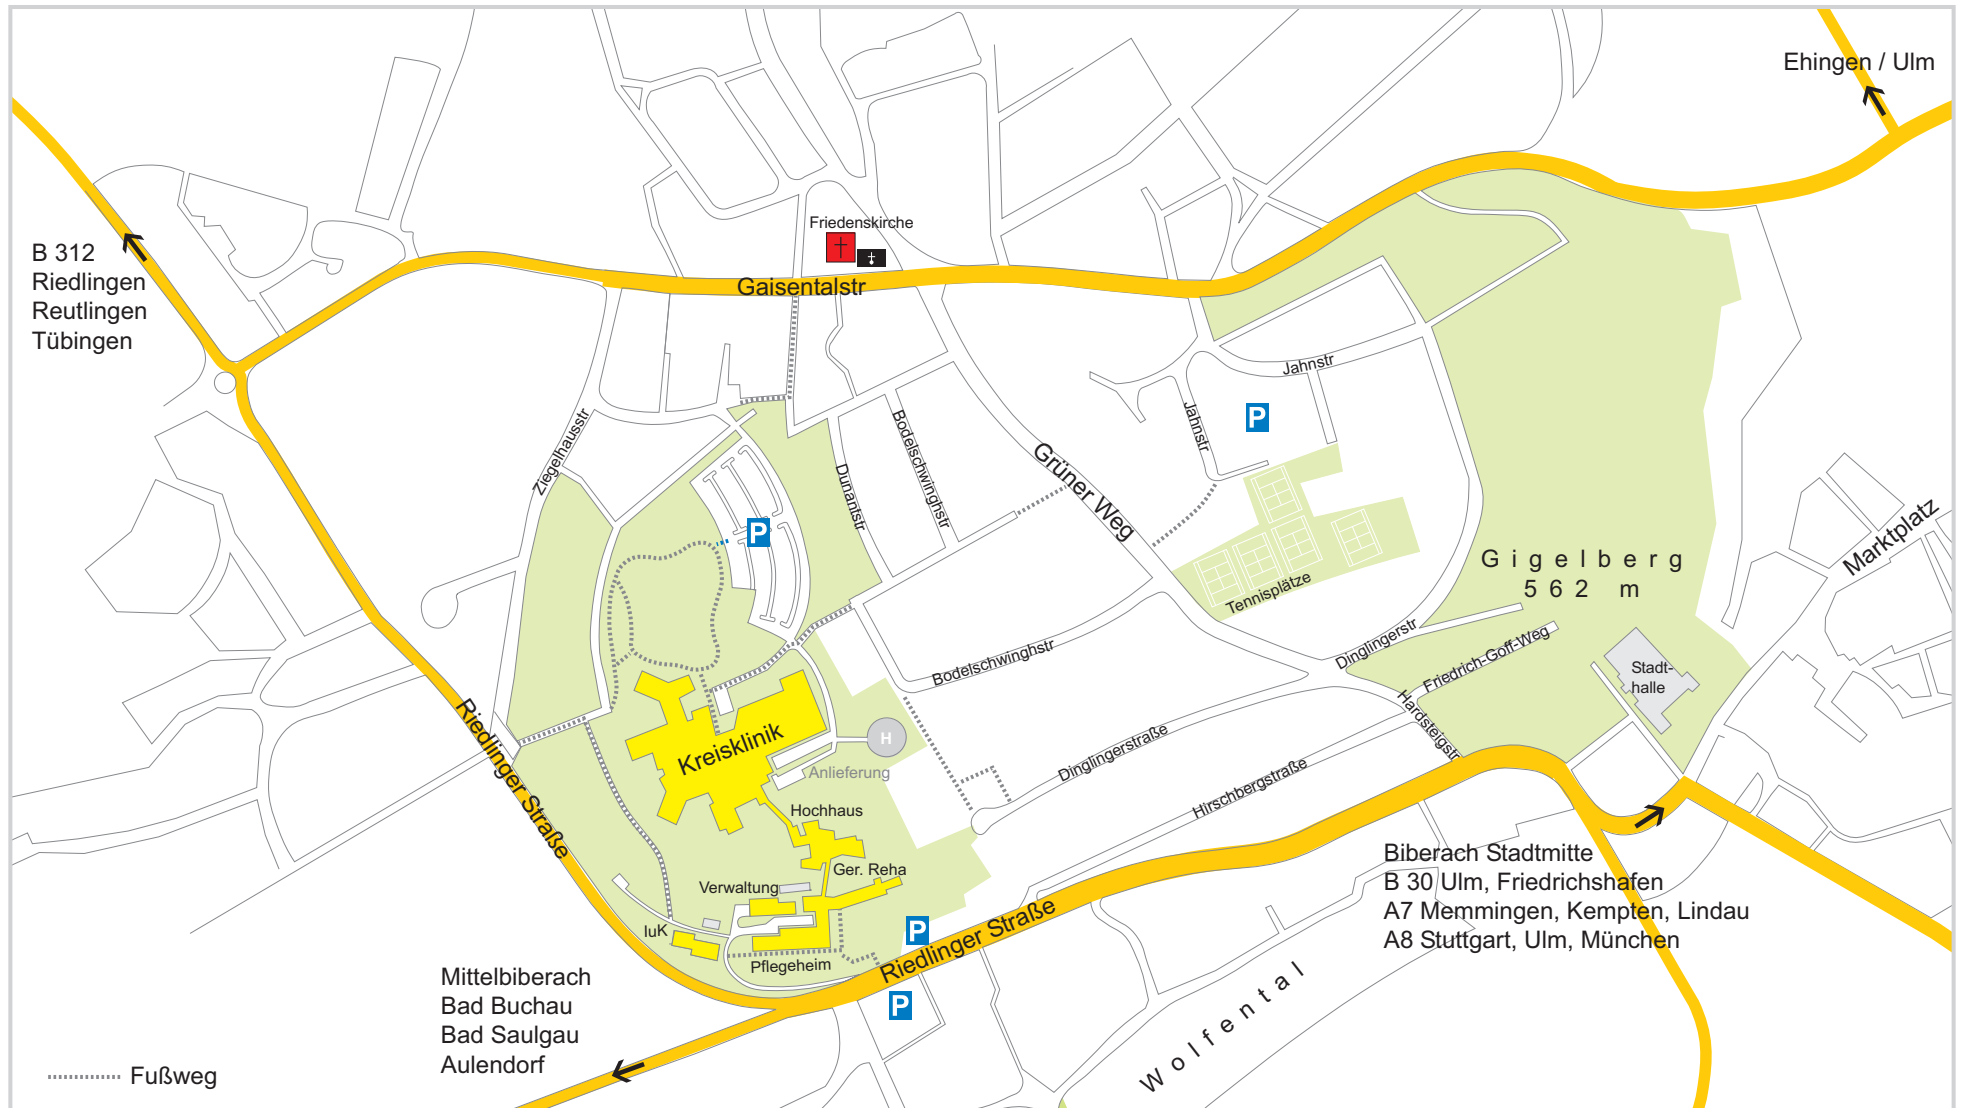 Ehingen / Ulm
Friedenskirche
B 312
Riedlingen
Reutlingen
Tübingen
Gaisentalstr
Jahnstr
Jahnstr
P
Ziegelhausstr
Bodelschwinghstr
Dunantstr
Grüner Weg
P
Marktplatz
Gigelberg
562 m
Tennisplätze
Dinglingerstr
Friedrich-Goff-Weg
Stadt-
halle
Bodelschwinghstr
Hardsteigstr
Riedlinger Straße
Kreisklinik
H
Dinglingerstraße
Anlieferung
Hirschbergstraße
Hochhaus
Ger. Reha
Verwaltung
IuK
Pflegeheim
P
Riedlinger Straße
P
Biberach Stadtmitte
B 30 Ulm, Friedrichshafen
A7 Memmingen, Kempten, Lindau
A8 Stuttgart, Ulm, München
Mittelbiberach
Bad Buchau
Bad Saulgau
Aulendorf
Wolfental
Fußweg